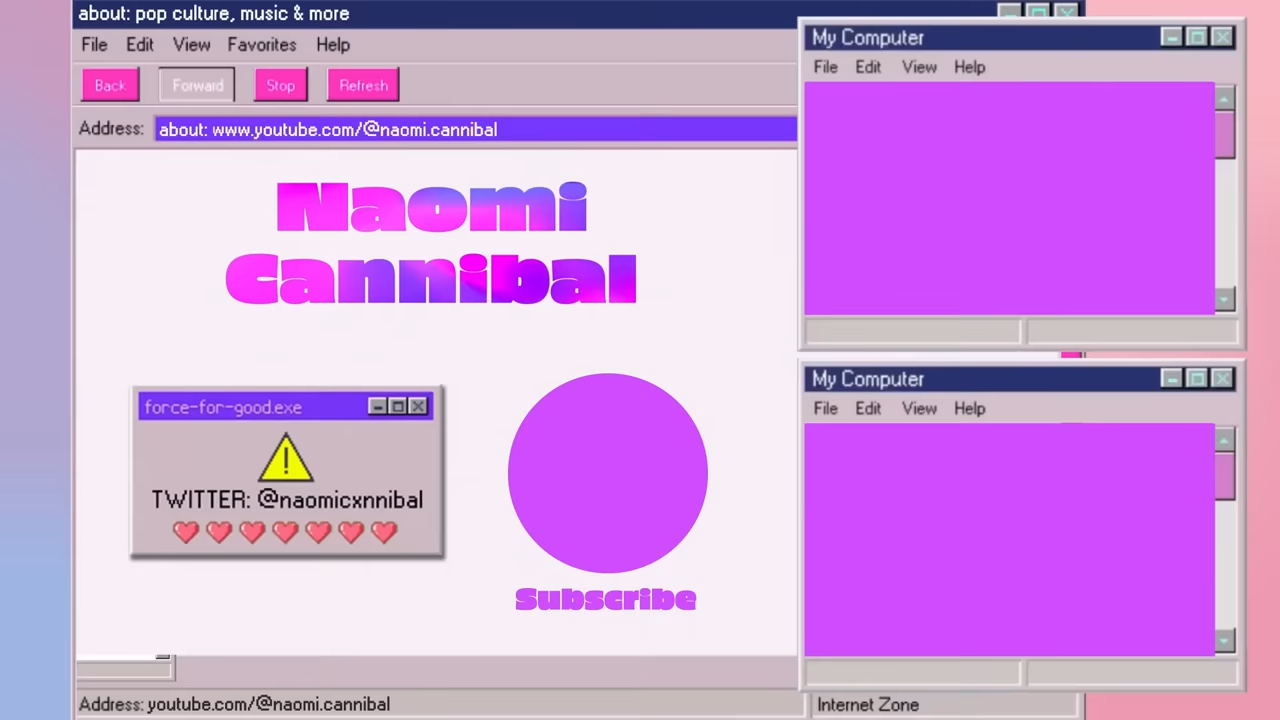 about: pop culture, music & more
File Edit View Favorites Help
Back Forward Stop Refresh
Address: about: www.youtube.com/@naomi.cannibal
Naomi
Cannibal
force-for-good.exe
TWITTER: @naomicxnnibal
Subscribe
Address: youtube.com/@naomi.cannibal
Internet Zone
My Computer
File Edit View Help
My Computer
File Edit View Help